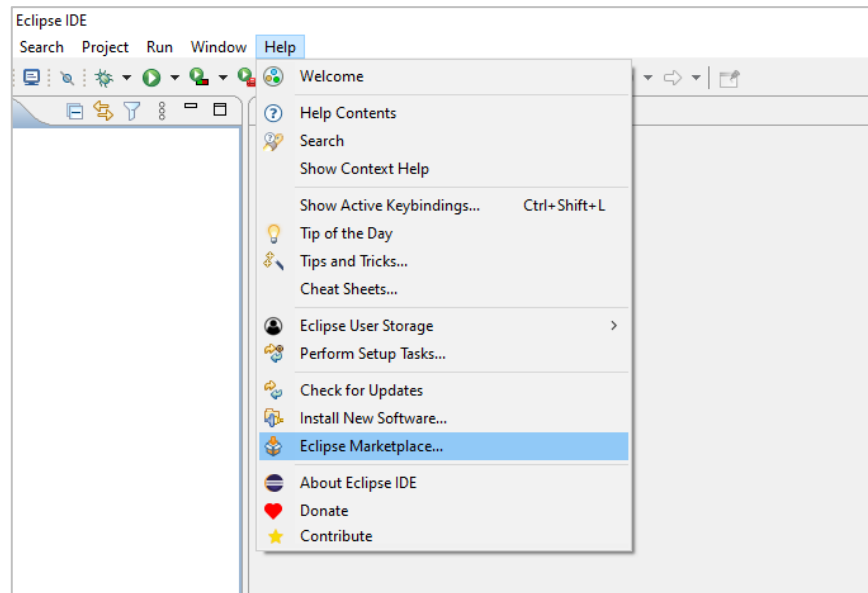 Eclipse IDE
Search Project Run Window Help
Welcome
Help Contents
Search
Show Context Help
Show Active Keybindings... Ctrl+Shift+L
Tip of the Day
Tips and Tricks...
Cheat Sheets...
Eclipse User Storage
Perform Setup Tasks...
Check for Updates
Install New Software...
Eclipse Marketplace...
About Eclipse IDE
Donate
Contribute